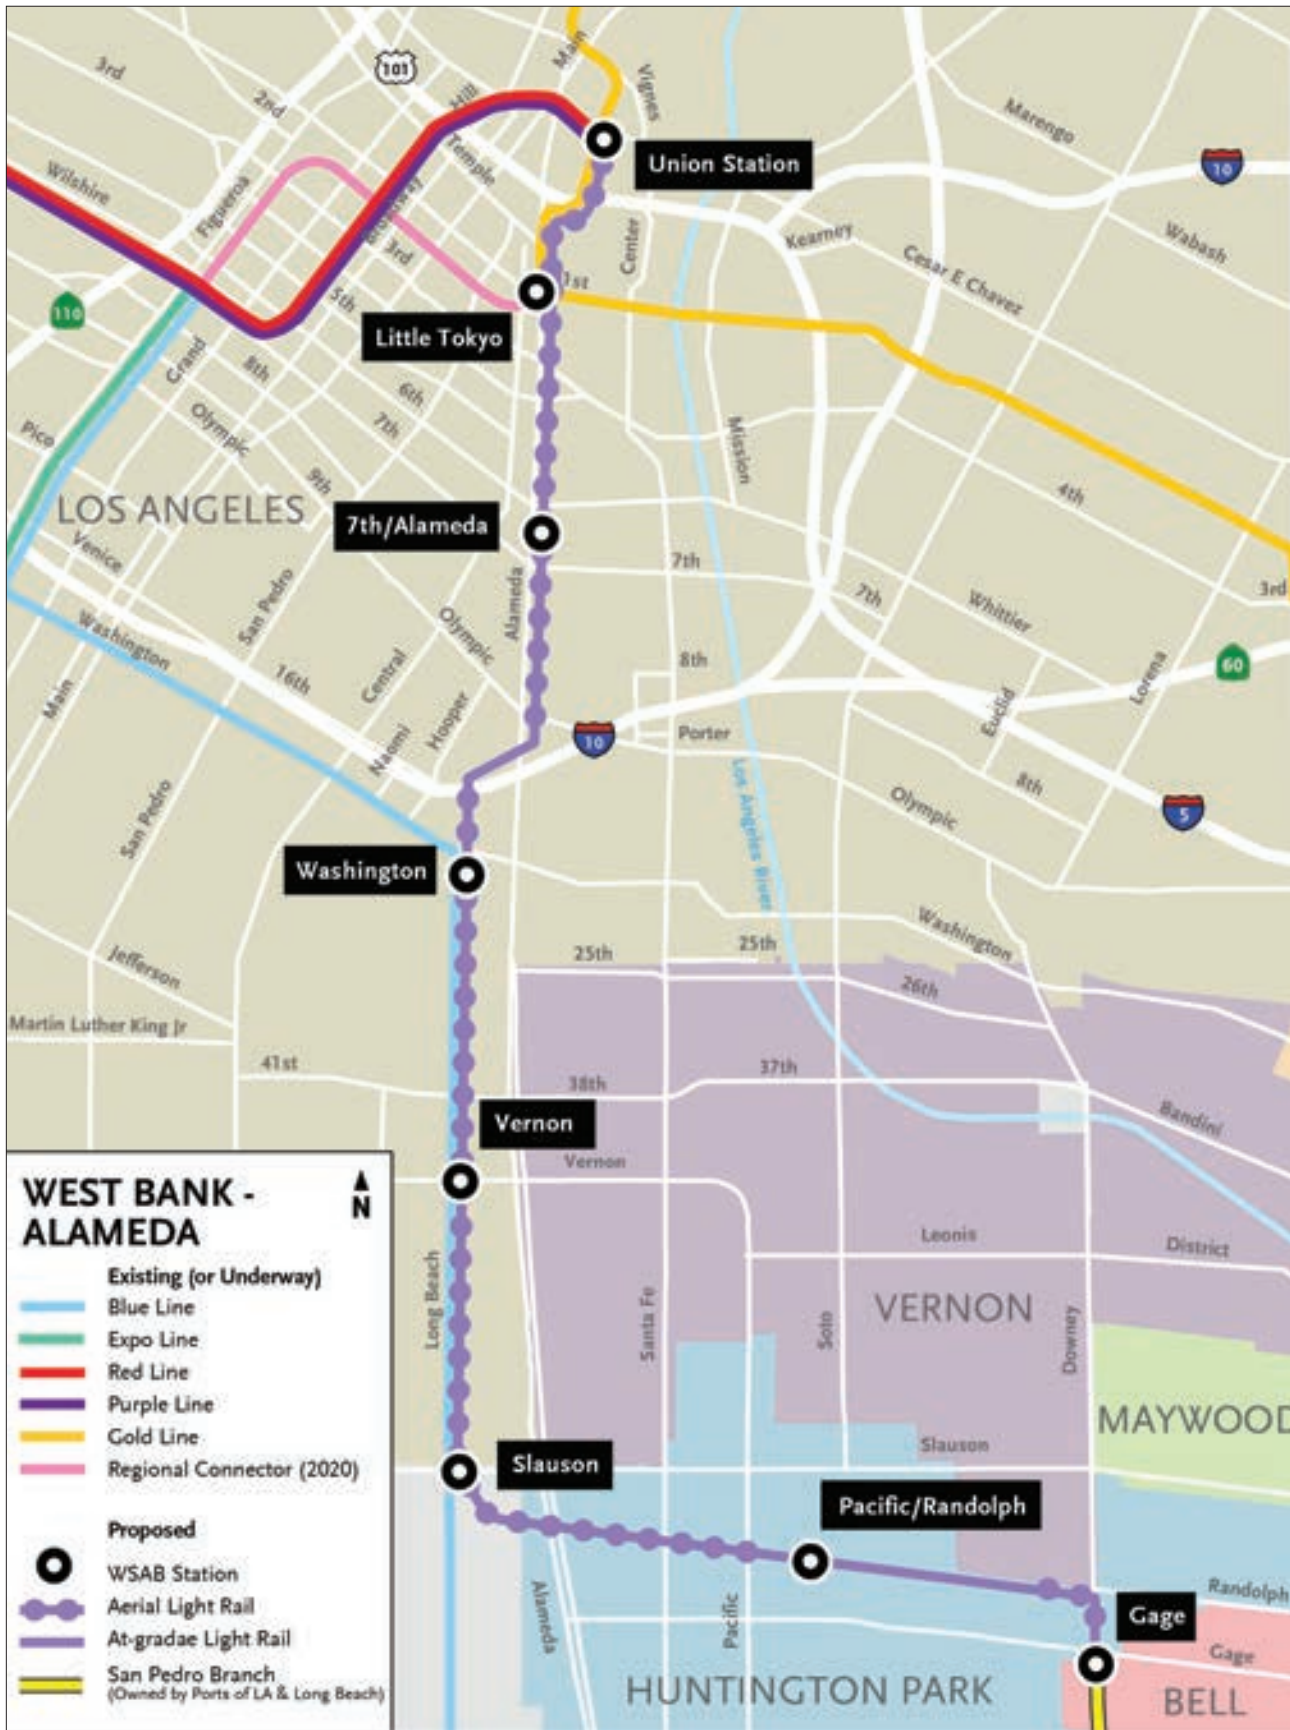 3rd
101
2nd
Hill
Main
Vignes
Marengo
10
Union Station
Wilshire
Figueroa
Temple
Broadway
3rd
Center
Kearney
Cesar E Chavez
Wabash
110
5th
1st
Little Tokyo
Grand
8th
6th
7th
Olympic
Pico
9th
Mission
4th
LOS ANGELES
7th/Alameda
Venice
San Pedro
Alameda
7th
7th
Whittier
3rd
Washington
16th
Central
Olympic
8th
60
Main
Naomi
Hooper
10
Porter
Euclid
Lorena
8th
San Pedro
Los Angeles River
Olympic
5
Washington
Washington
Jefferson
25th
25th
26th
Martin Luther King Jr
41st
38th
37th
Bandini
Vernon
Vernon
Leonis
District
Long Beach
Santa Fe
Soto
VERNON
Downey
MAYWOOD
Slauson
Slauson
Pacific/Randolph
Alameda
Pacific
Randolph
Gage
Gage
HUNTINGTON PARK
BELL
WEST BANK -
ALAMEDA
N
Existing (or Underway)
Blue Line
Expo Line
Red Line
Purple Line
Gold Line
Regional Connector (2020)
Proposed
WSAB Station
Aerial Light Rail
At-gradae Light Rail
San Pedro Branch
(Owned by Ports of LA & Long Beach)